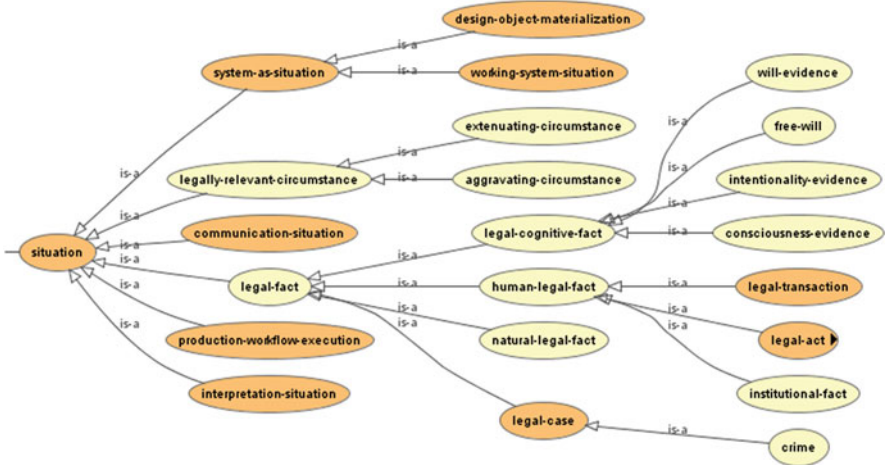 design-object-materialization
is-a
system-as-situation
working-system-situation
is-a
will-evidence
extenuating-circumstance
is-a
is-a
free-will
is-a
legally-relevant-circumstance
is-a
aggravating-circumstance
is-a
intentionality-evidence
is-a
is-a
communication-situation
legal-cognitive-fact
is-a
consciousness-evidence
situation
is-a
is-a
is-a
legal-fact
is-a
human-legal-fact
is-a
legal-transaction
is-a
is-a
is-a
is-a
production-workflow-execution
natural-legal-fact
legal-act
is-a
interpretation-situation
institutional-fact
legal-case
is-a
crime